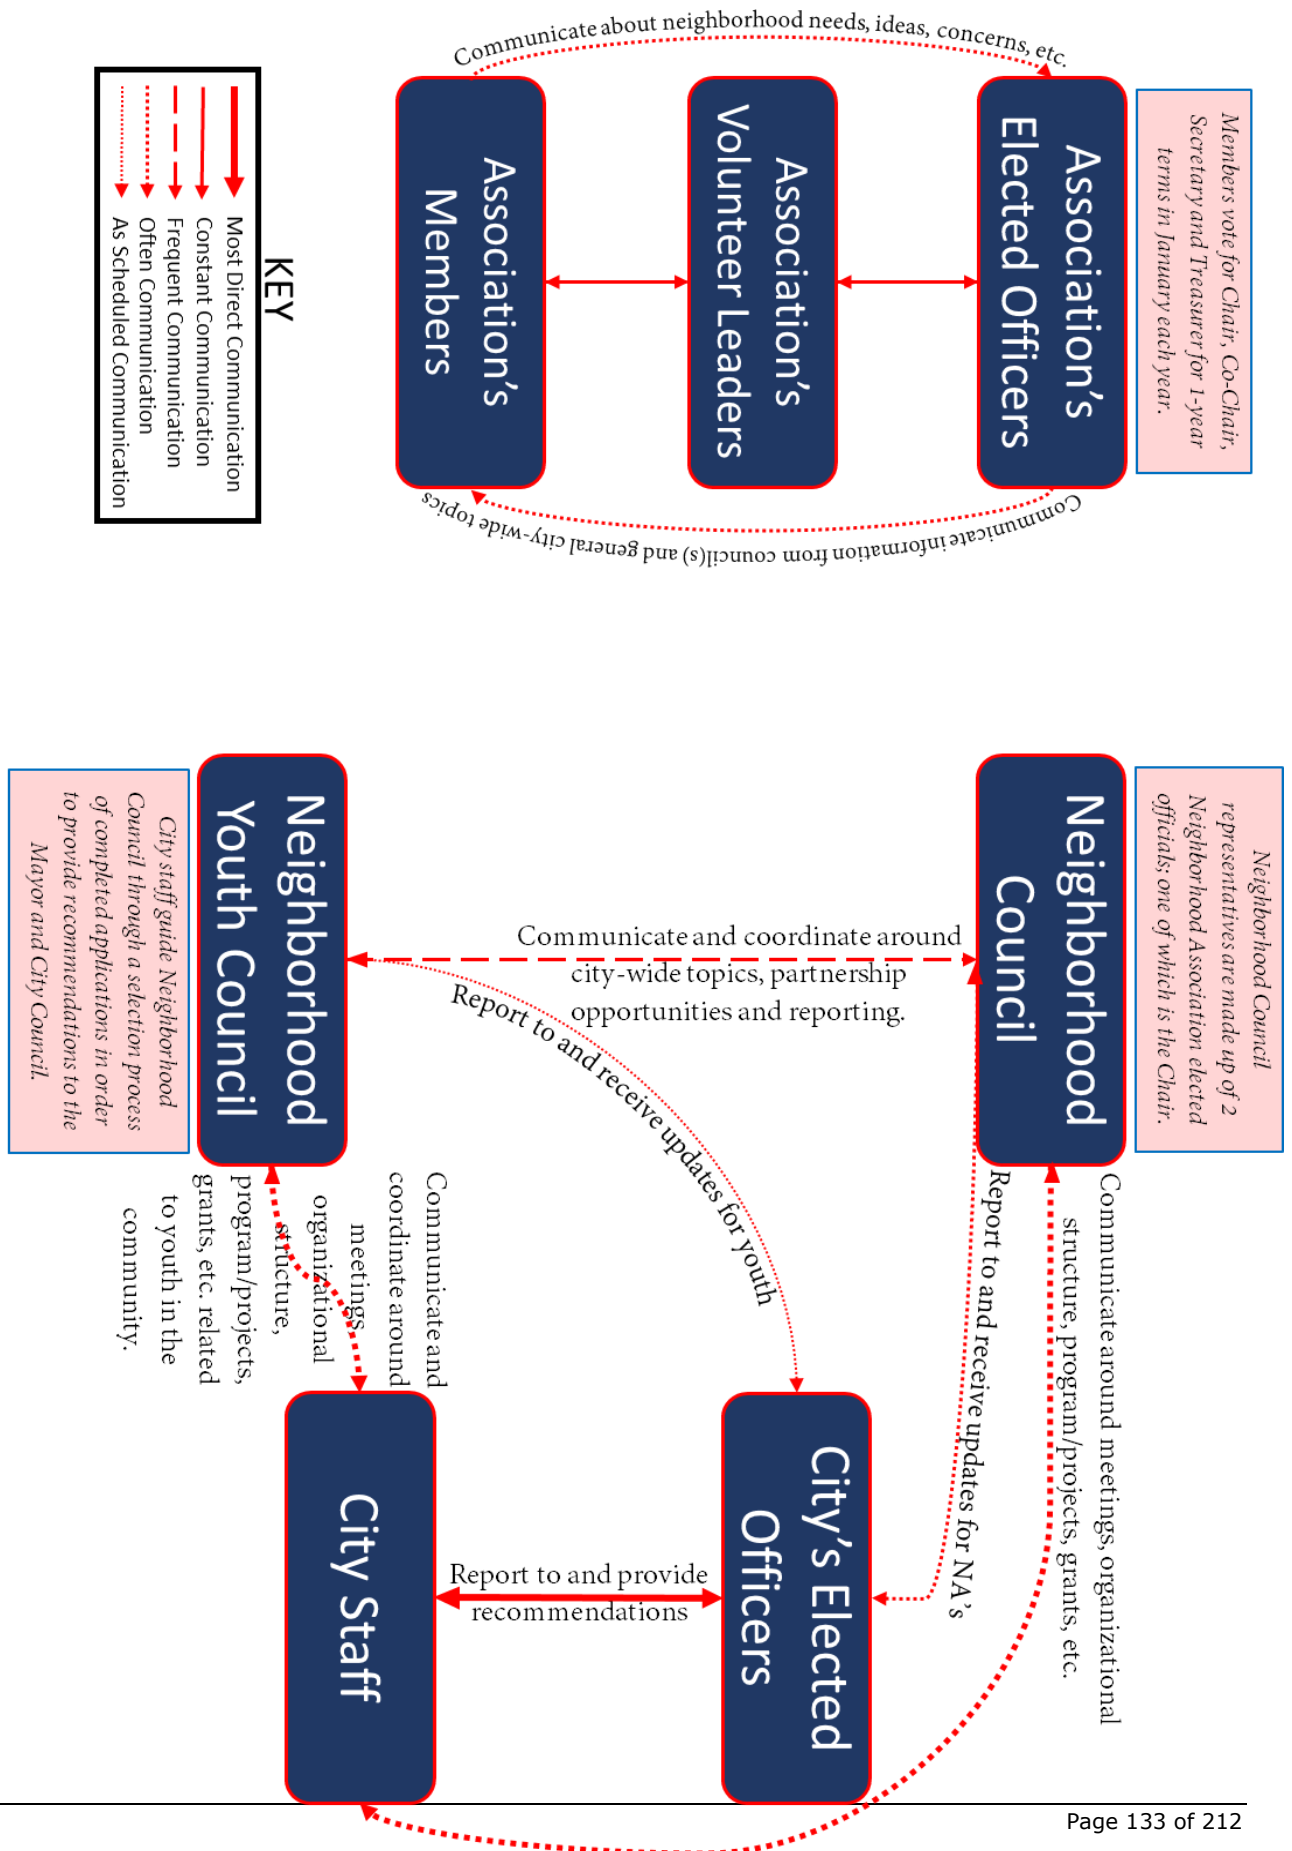 Members vote for Chair, Co-Chair,
Secretary and Treasurer for 1-year
terms in January each year.
Association's
Elected Officers
Association's
Volunteer Leaders
Association's
Members
Communicate about neighborhood needs, ideas, concerns, etc.
Communicate information from council(s) and general city-wide topics
KEY
Most Direct Communication
Constant Communication
Frequent Communication
Often Communication
As Scheduled Communication
Neighborhood Council
representatives are made up of 2
Neighborhood Association elected
officials; one of which is the Chair.
Neighborhood
Council
Communicate and coordinate around
city-wide topics, partnership
opportunities and reporting.
Report to and receive updates for youth
Neighborhood
Youth Council
City staff guide Neighborhood
Council through a selection process
of completed applications in order
to provide recommendations to the
Mayor and City Council.
Communicate around meetings, organizational
structure, program/projects, grants, etc.
Report to and receive updates for NA's
City's Elected
Officers
Report to and provide
recommendations
City Staff
Communicate and
coordinate around
meetings,
organizational
structure,
program/projects,
grants, etc. related
to youth in the
community.
Page 133 of 212